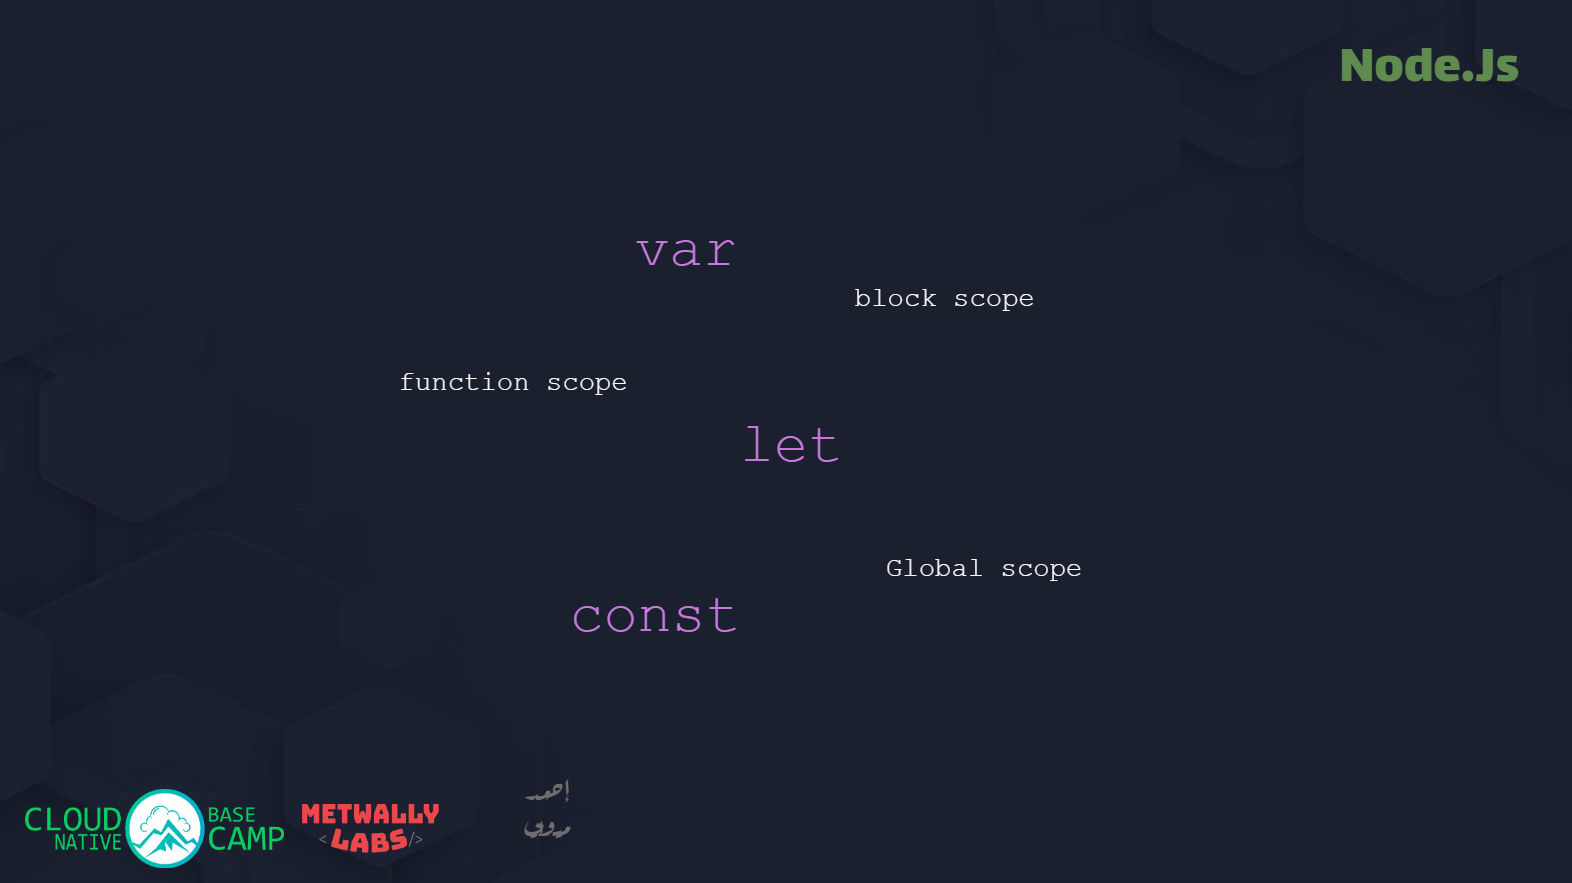 Node.Js
var
block scope
function scope
let
Global scope
const
CLOUD NATIVE BASE CAMP
METWALLY
<LABS/>